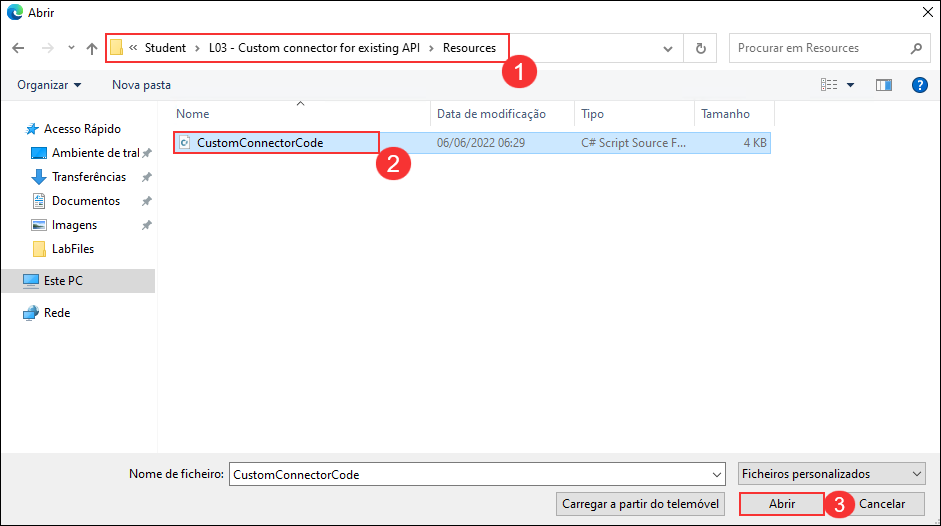 Abrir
« Student › L03 - Custom connector for existing API › Resources
Procurar em Resources
1
Organizar
Nova pasta
Nome
Data de modificação
Tipo
Tamanho
CustomConnectorCode
06/06/2022 06:29
C# Script Source F...
4 KB
2
Acesso Rápido
Ambiente de tral
Transferências
Documentos
Imagens
LabFiles
Este PC
Rede
Nome de ficheiro:
CustomConnectorCode
Ficheiros personalizados
Carregar a partir do telemóvel
Abrir
3
Cancelar